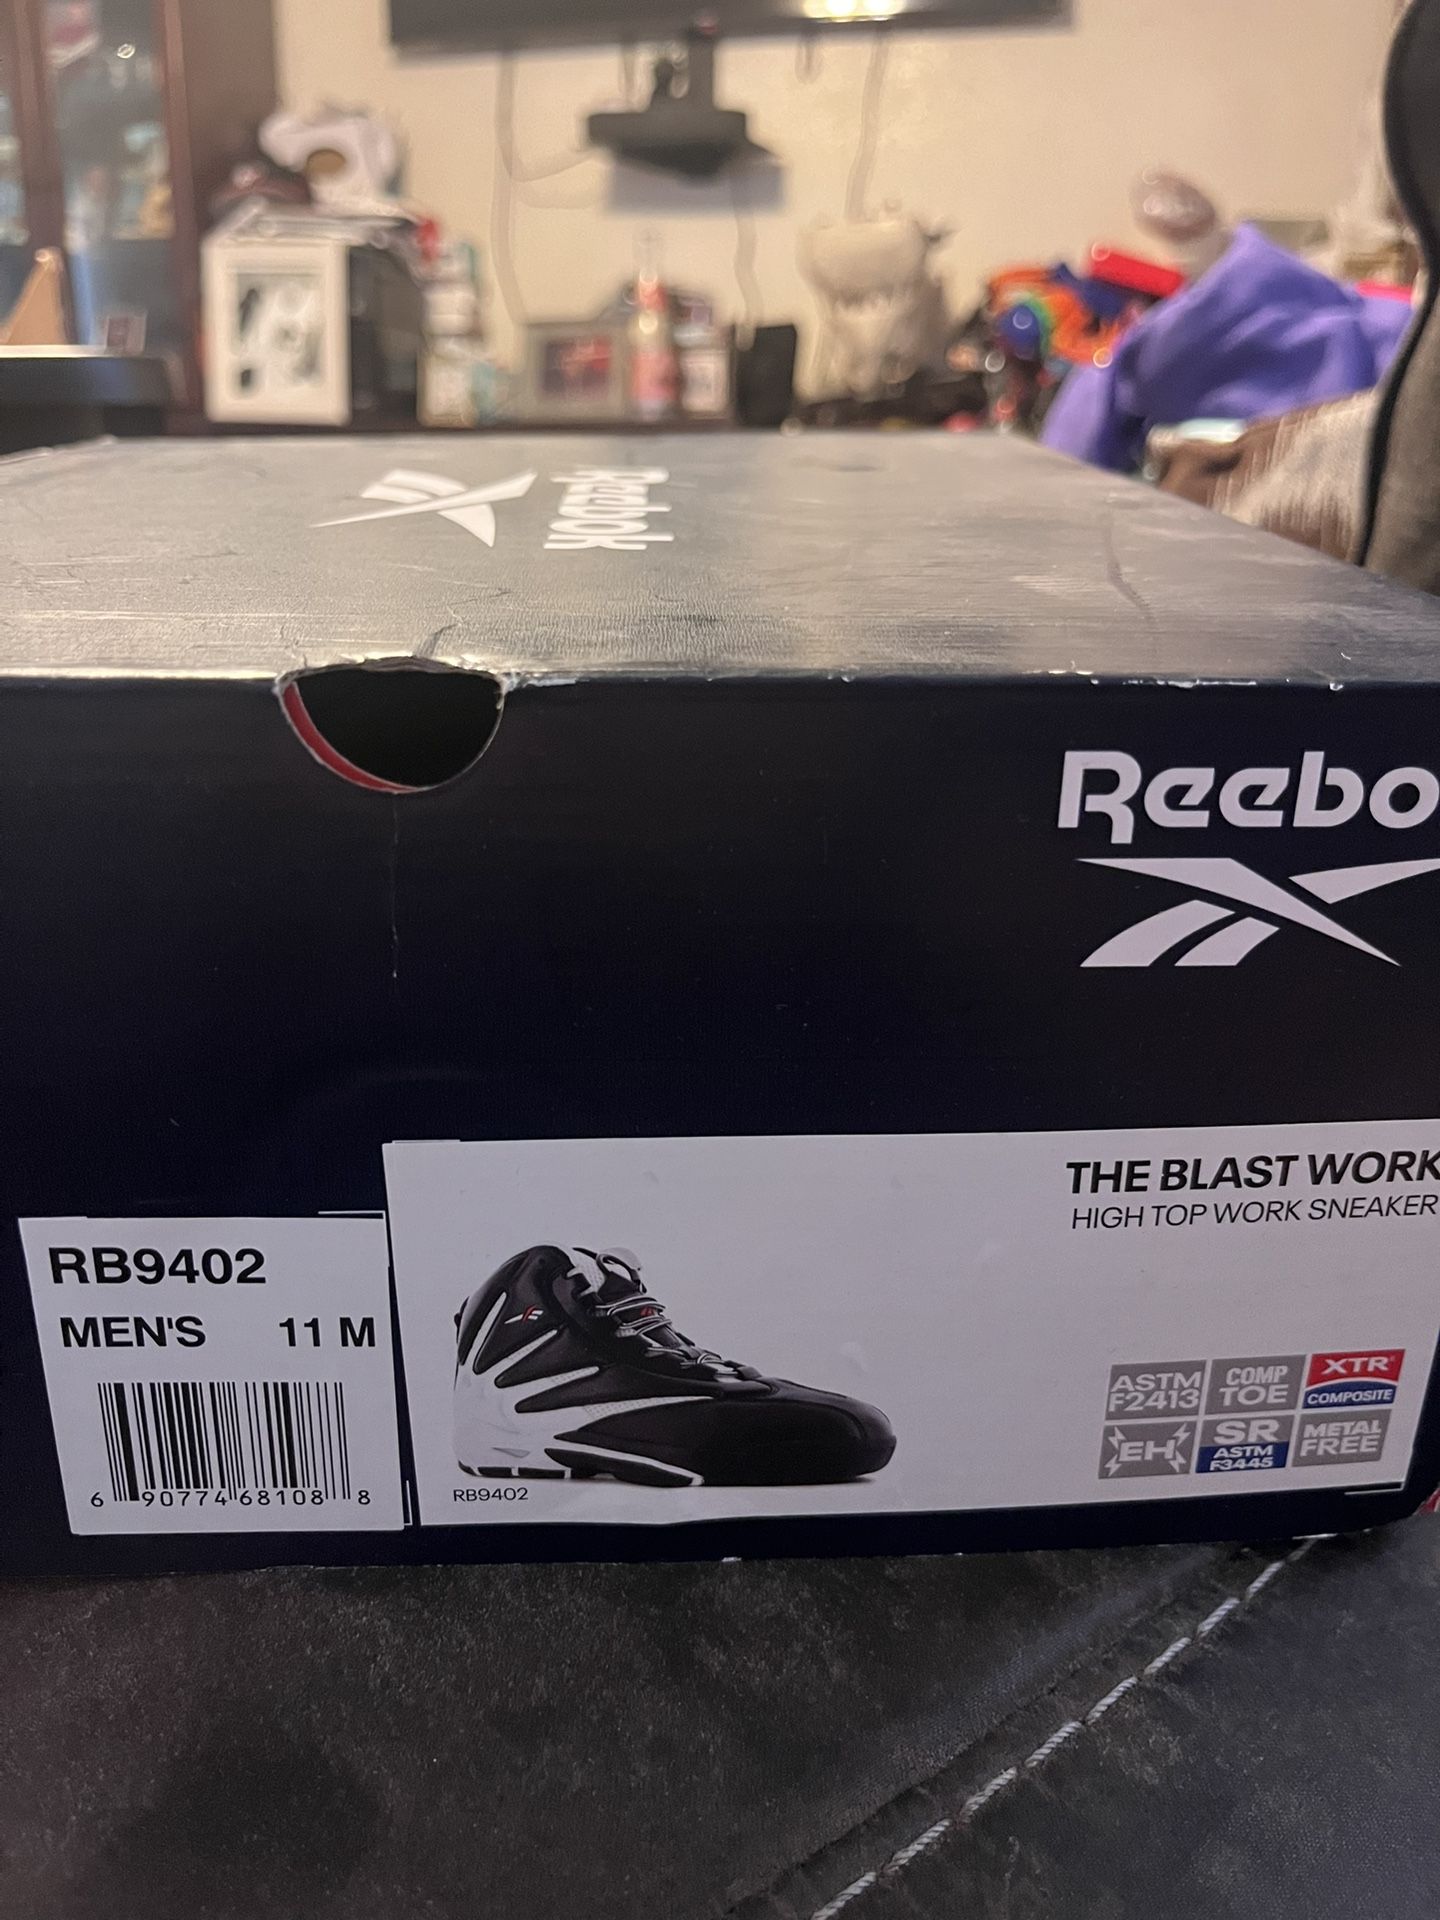 Reebok
Reebo
THE BLAST WORK
HIGH TOP WORK SNEAKER
RB9402
MEN'S 11 M
6 90774 68108 8
RB9402
ASTM
F2413
COMP
TOE
XTR
COMPOSITE
EH
SR
ASTM
F3445
METAL
FREE